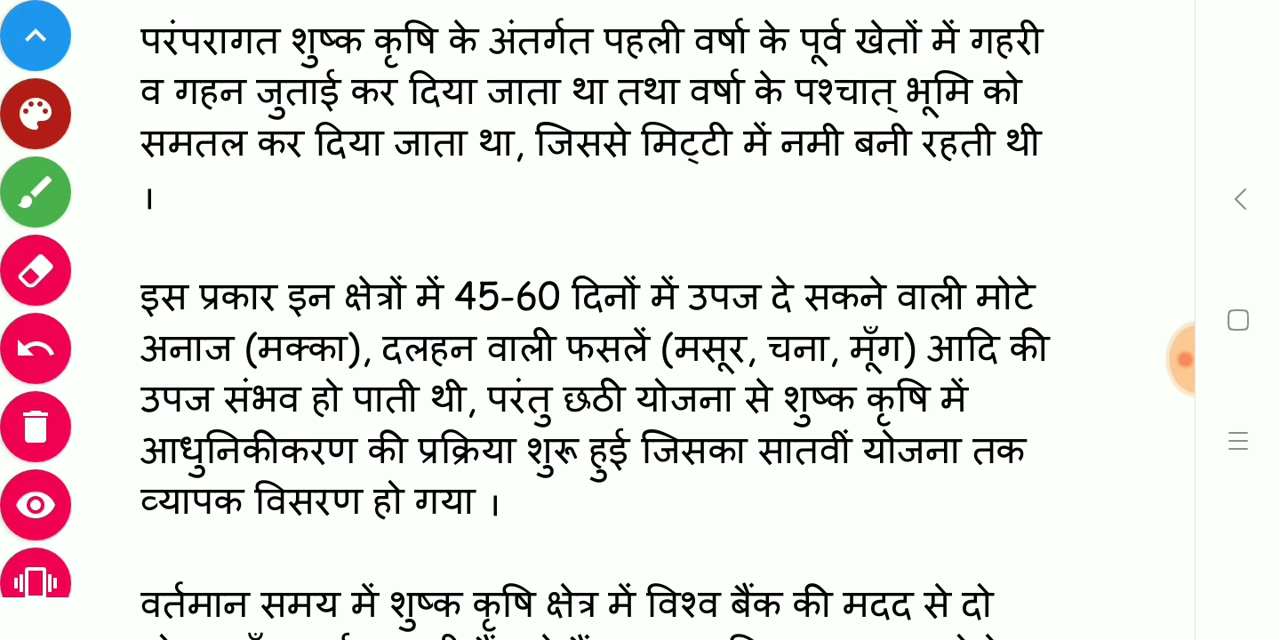 परंपरागत शुष्क कृषि के अंतर्गत पहली वर्षा के पूर्व खेतों में गहरी
व गहन जुताई कर दिया जाता था तथा वर्षा के पश्चात् भूमि को
समतल कर दिया जाता था, जिससे मिट्टी में नमी बनी रहती थी
।
इस प्रकार इन क्षेत्रों में 45-60 दिनों में उपज दे सकने वाली मोटे
अनाज (मक्का), दलहन वाली फसलें (मसूर, चना, मूँग) आदि की
उपज संभव हो पाती थी, परंतु छठी योजना से शुष्क कृषि में
आधुनिकीकरण की प्रक्रिया शुरू हुई जिसका सातवीं योजना तक
व्यापक विसरण हो गया ।
वर्तमान समय में शुष्क कृषि क्षेत्र में विश्व बैंक की मदद से दो